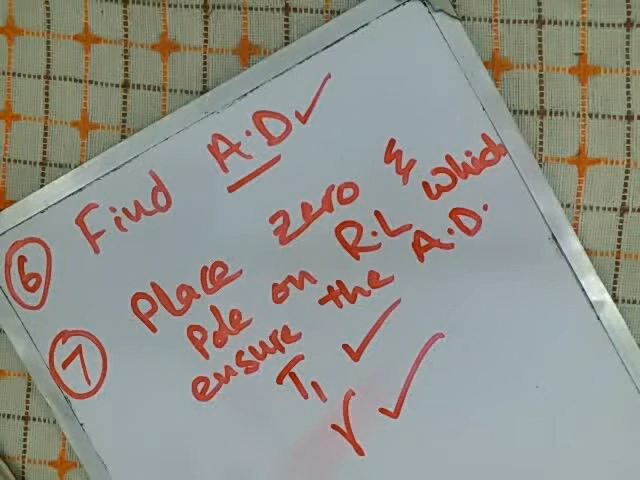 ⑥ Find A.D ✓
⑦ Place zero &
Pole on R.L which
ensure the A.D.
T₁ ✓
r ✓